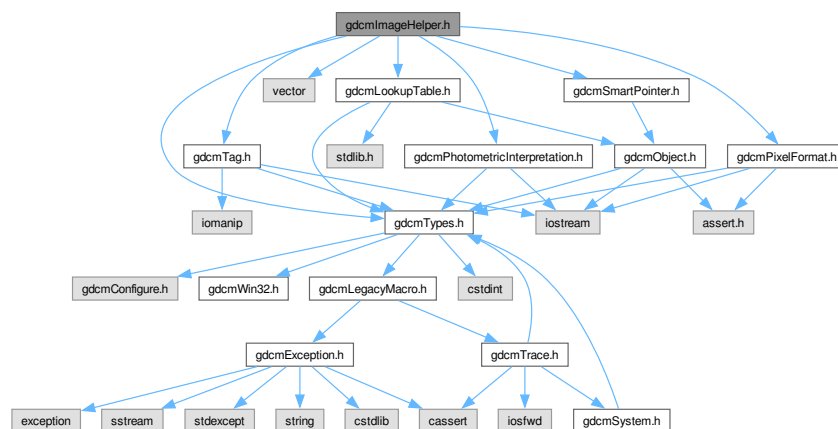 gdcmImageHelper.h
vector
gdcmLookupTable.h
gdcmSmartPointer.h
gdcmTag.h
stdlib.h
gdcmPhotometricInterpretation.h
gdcmObject.h
gdcmPixelFormat.h
iomanip
gdcmTypes.h
iostream
assert.h
gdcmConfigure.h
gdcmWin32.h
gdcmLegacyMacro.h
cstdint
gdcmException.h
gdcmTrace.h
exception
sstream
stdexcept
string
cstdlib
cassert
iosfwd
gdcmSystem.h